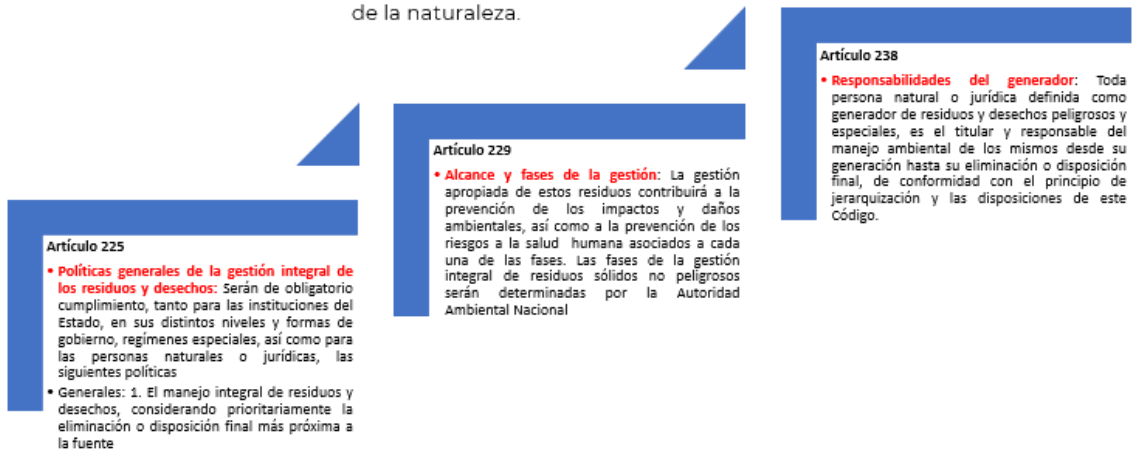 de la naturaleza.
Artículo 225
• Políticas generales de la gestión integral de
los residuos y desechos: Serán de obligatorio
cumplimiento, tanto para las instituciones del
Estado, en sus distintos niveles y formas de
gobierno, regímenes especiales, así como para
las personas naturales o jurídicas, las
siguientes políticas
• Generales: 1. El manejo integral de residuos y
desechos, considerando prioritariamente la
eliminación o disposición final más próxima a
la fuente
Artículo 229
• Alcance y fases de la gestión: La gestión
apropiada de estos residuos contribuirá a la
prevención de los impactos y daños
ambientales, así como a la prevención de los
riesgos a la salud humana asociados a cada
una de las fases. Las fases de la gestión
integral de residuos sólidos no peligrosos
serán determinadas por la Autoridad
Ambiental Nacional
Artículo 238
• Responsabilidades del generador: Toda
persona natural o jurídica definida como
generador de residuos y desechos peligrosos y
especiales, es el titular y responsable del
manejo ambiental de los mismos desde su
generación hasta su eliminación o disposición
final, de conformidad con el principio de
jerarquización y las disposiciones de este
Código.